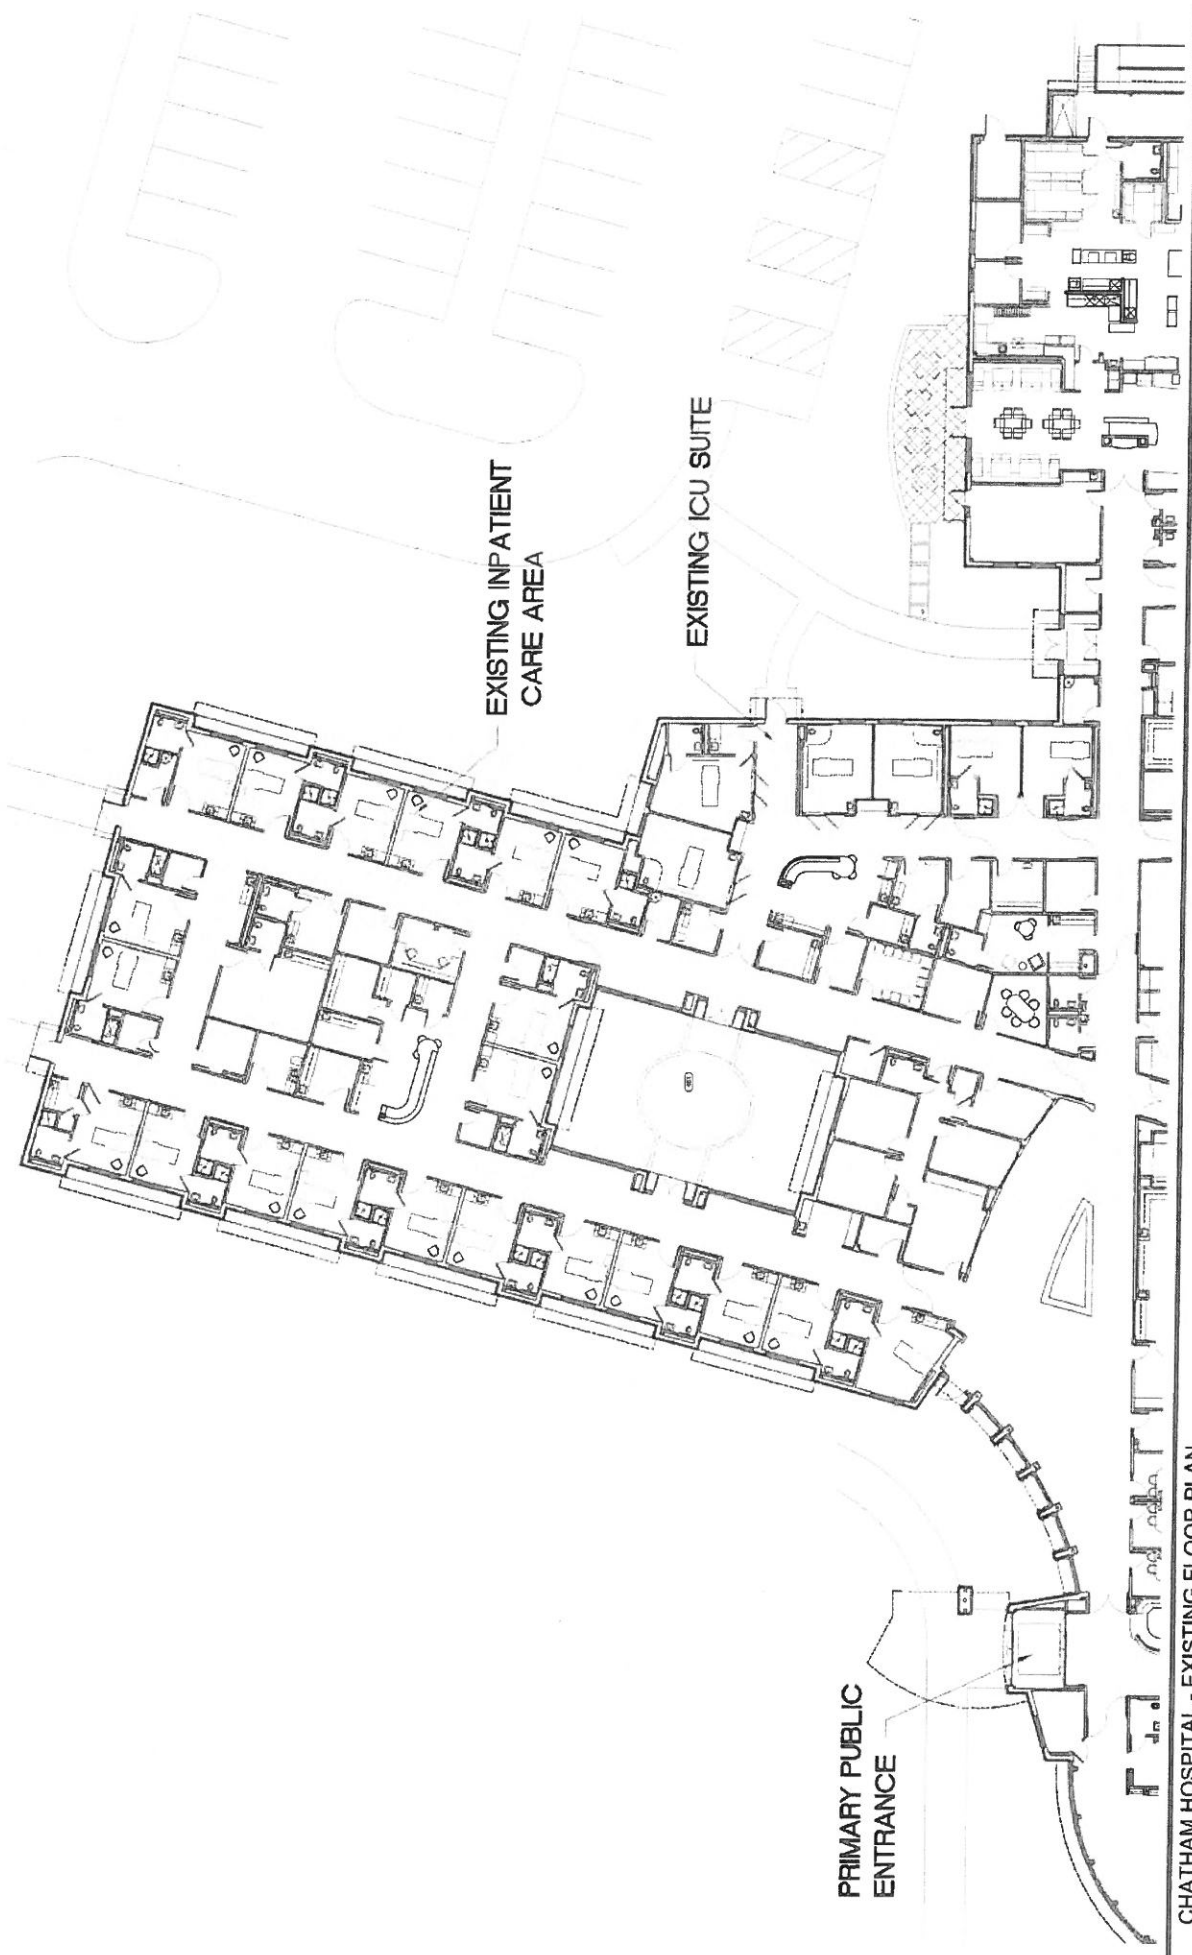 EXISTING INPATIENT
CARE AREA
EXISTING ICU SUITE
PRIMARY PUBLIC
ENTRANCE
CHATHAM HOSPITAL - EXISTING FLOOR PLAN